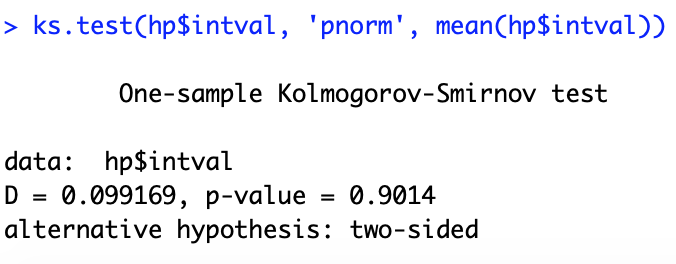 > ks.test(hp$intval, 'pnorm', mean(hp$intval))
One-sample Kolmogorov-Smirnov test
data:  hp$intval
D = 0.099169, p-value = 0.9014
alternative hypothesis: two-sided